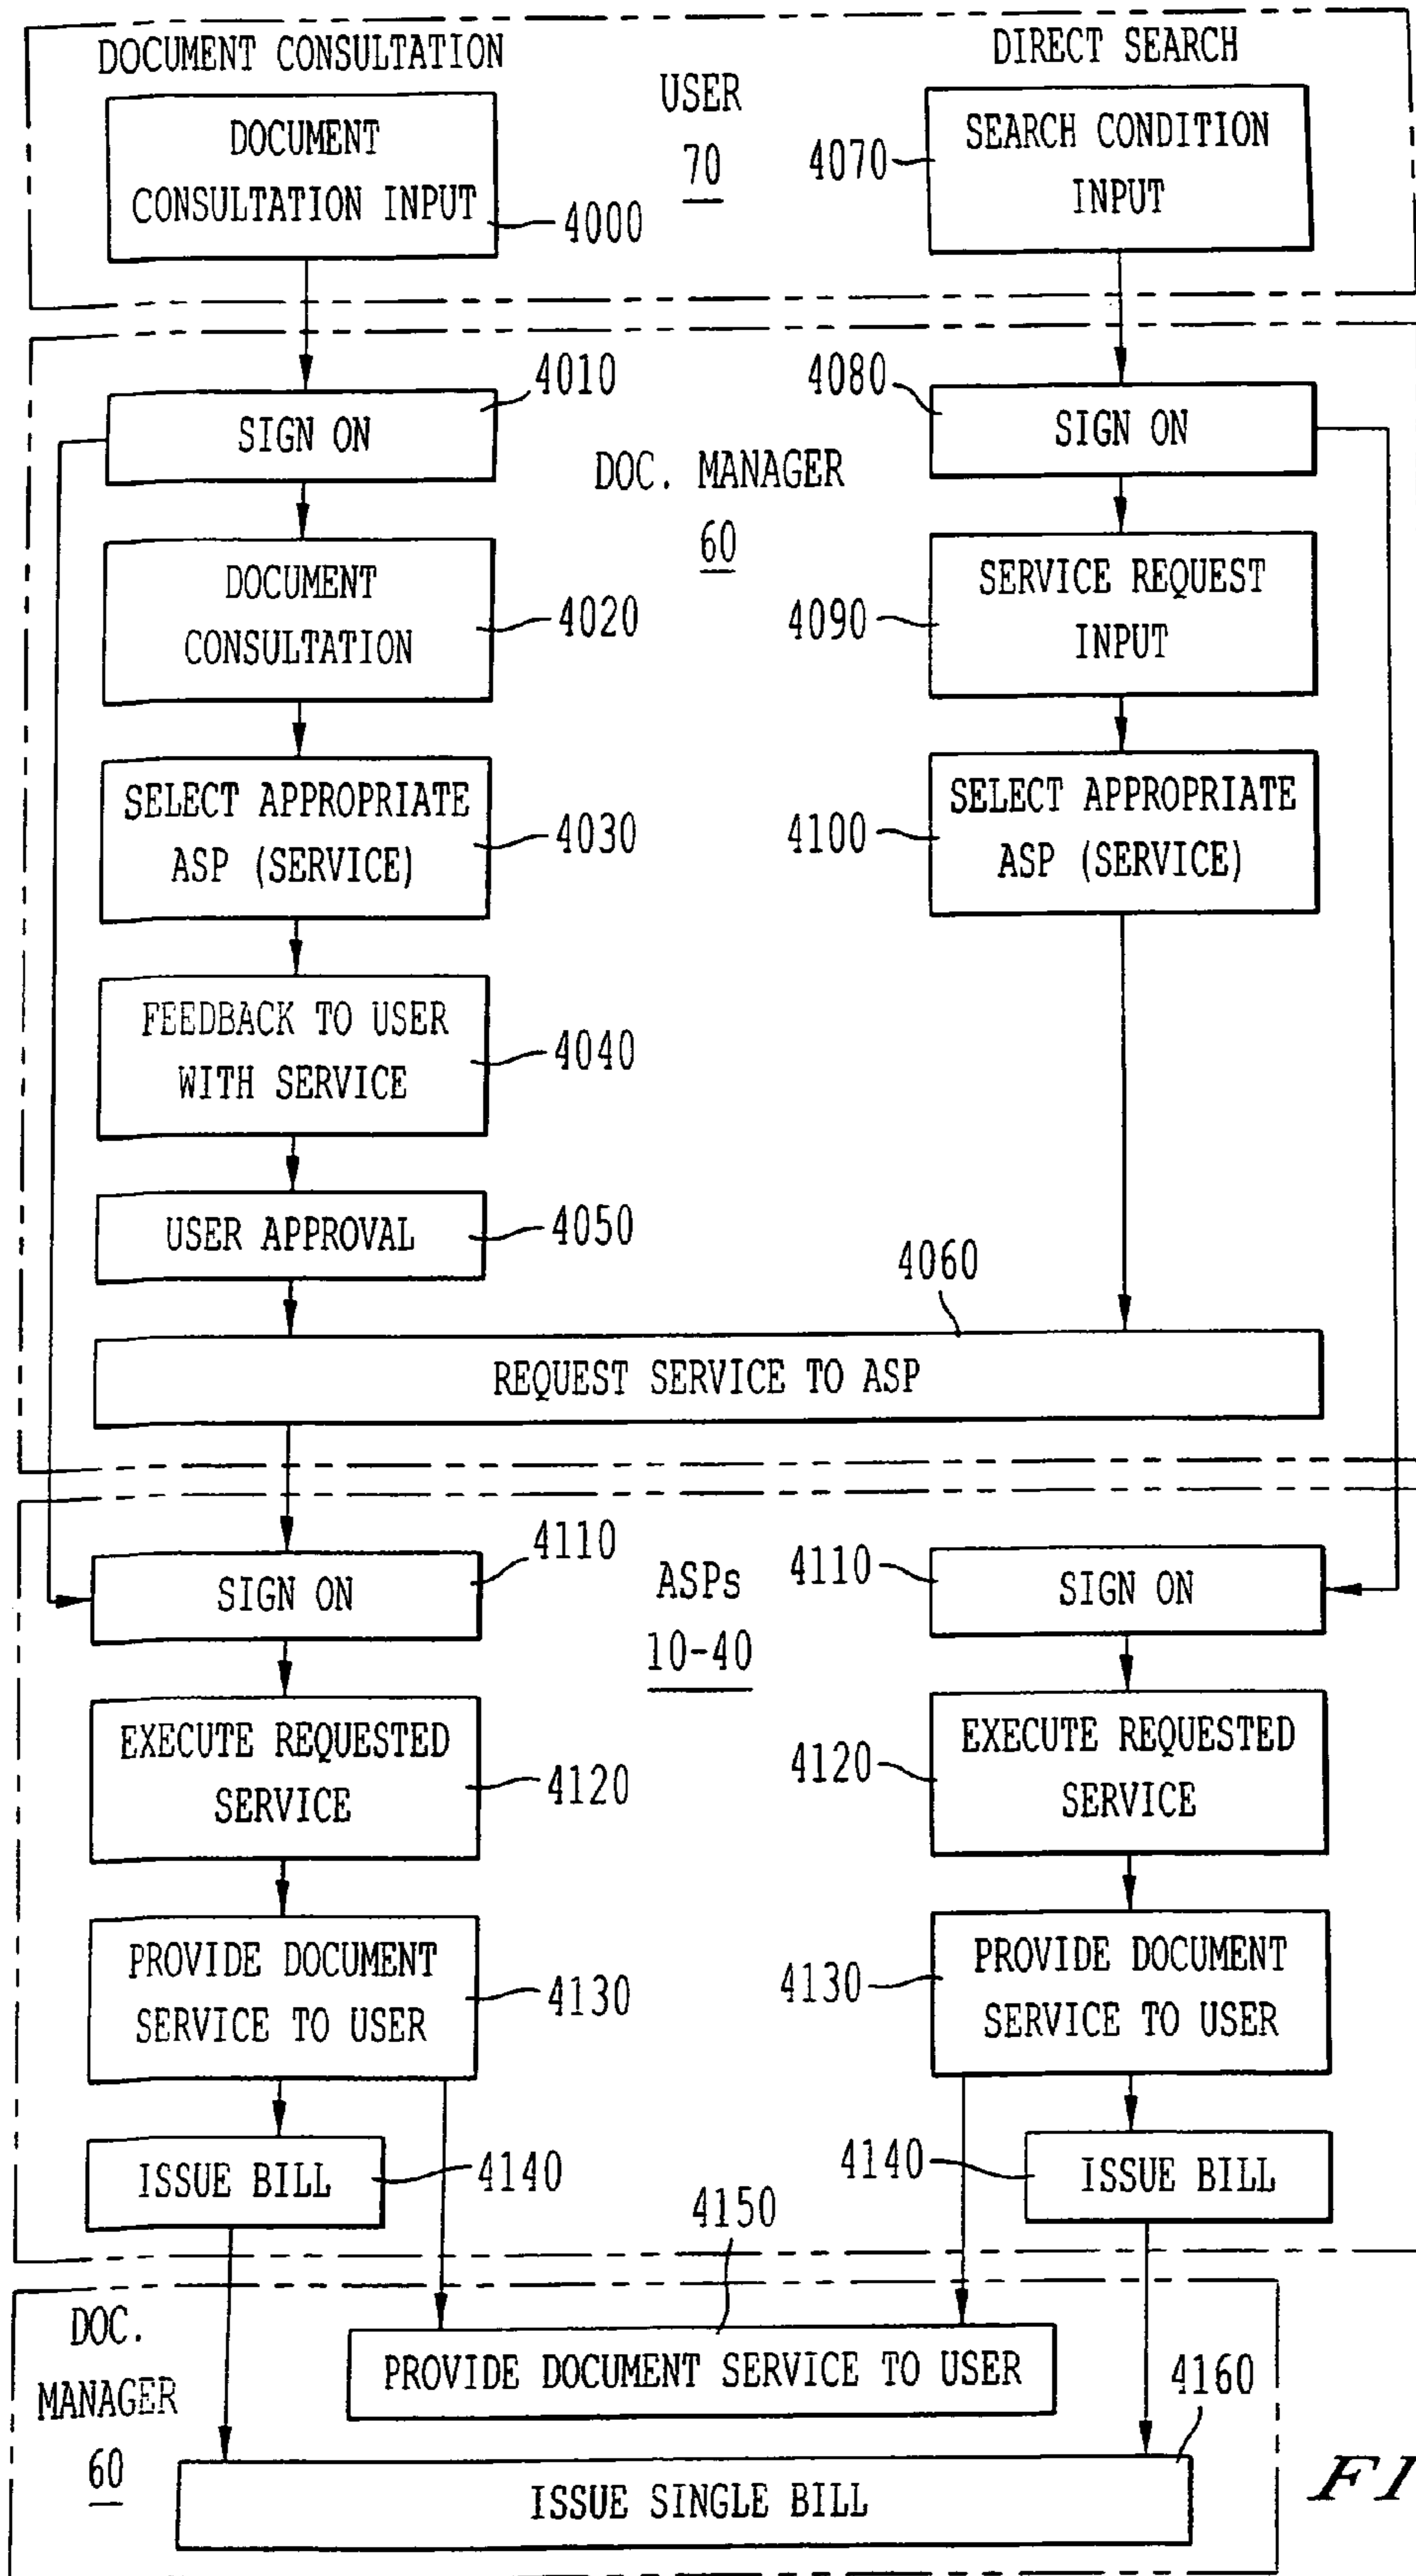 DOCUMENT CONSULTATION
USER
70
DIRECT SEARCH
DOCUMENT
CONSULTATION INPUT
4000
4070
SEARCH CONDITION
INPUT
4010
SIGN ON
4080
SIGN ON
DOC. MANAGER
60
DOCUMENT
CONSULTATION
4020
4090
SERVICE REQUEST
INPUT
SELECT APPROPRIATE
ASP (SERVICE)
4030
4100
SELECT APPROPRIATE
ASP (SERVICE)
FEEDBACK TO USER
WITH SERVICE
4040
USER APPROVAL
4050
4060
REQUEST SERVICE TO ASP
4110
SIGN ON
ASPs
10-40
4110
SIGN ON
EXECUTE REQUESTED
SERVICE
4120
4120
EXECUTE REQUESTED
SERVICE
PROVIDE DOCUMENT
SERVICE TO USER
4130
4130
PROVIDE DOCUMENT
SERVICE TO USER
ISSUE BILL
4140
4140
ISSUE BILL
4150
DOC.
MANAGER
60
PROVIDE DOCUMENT SERVICE TO USER
4160
ISSUE SINGLE BILL